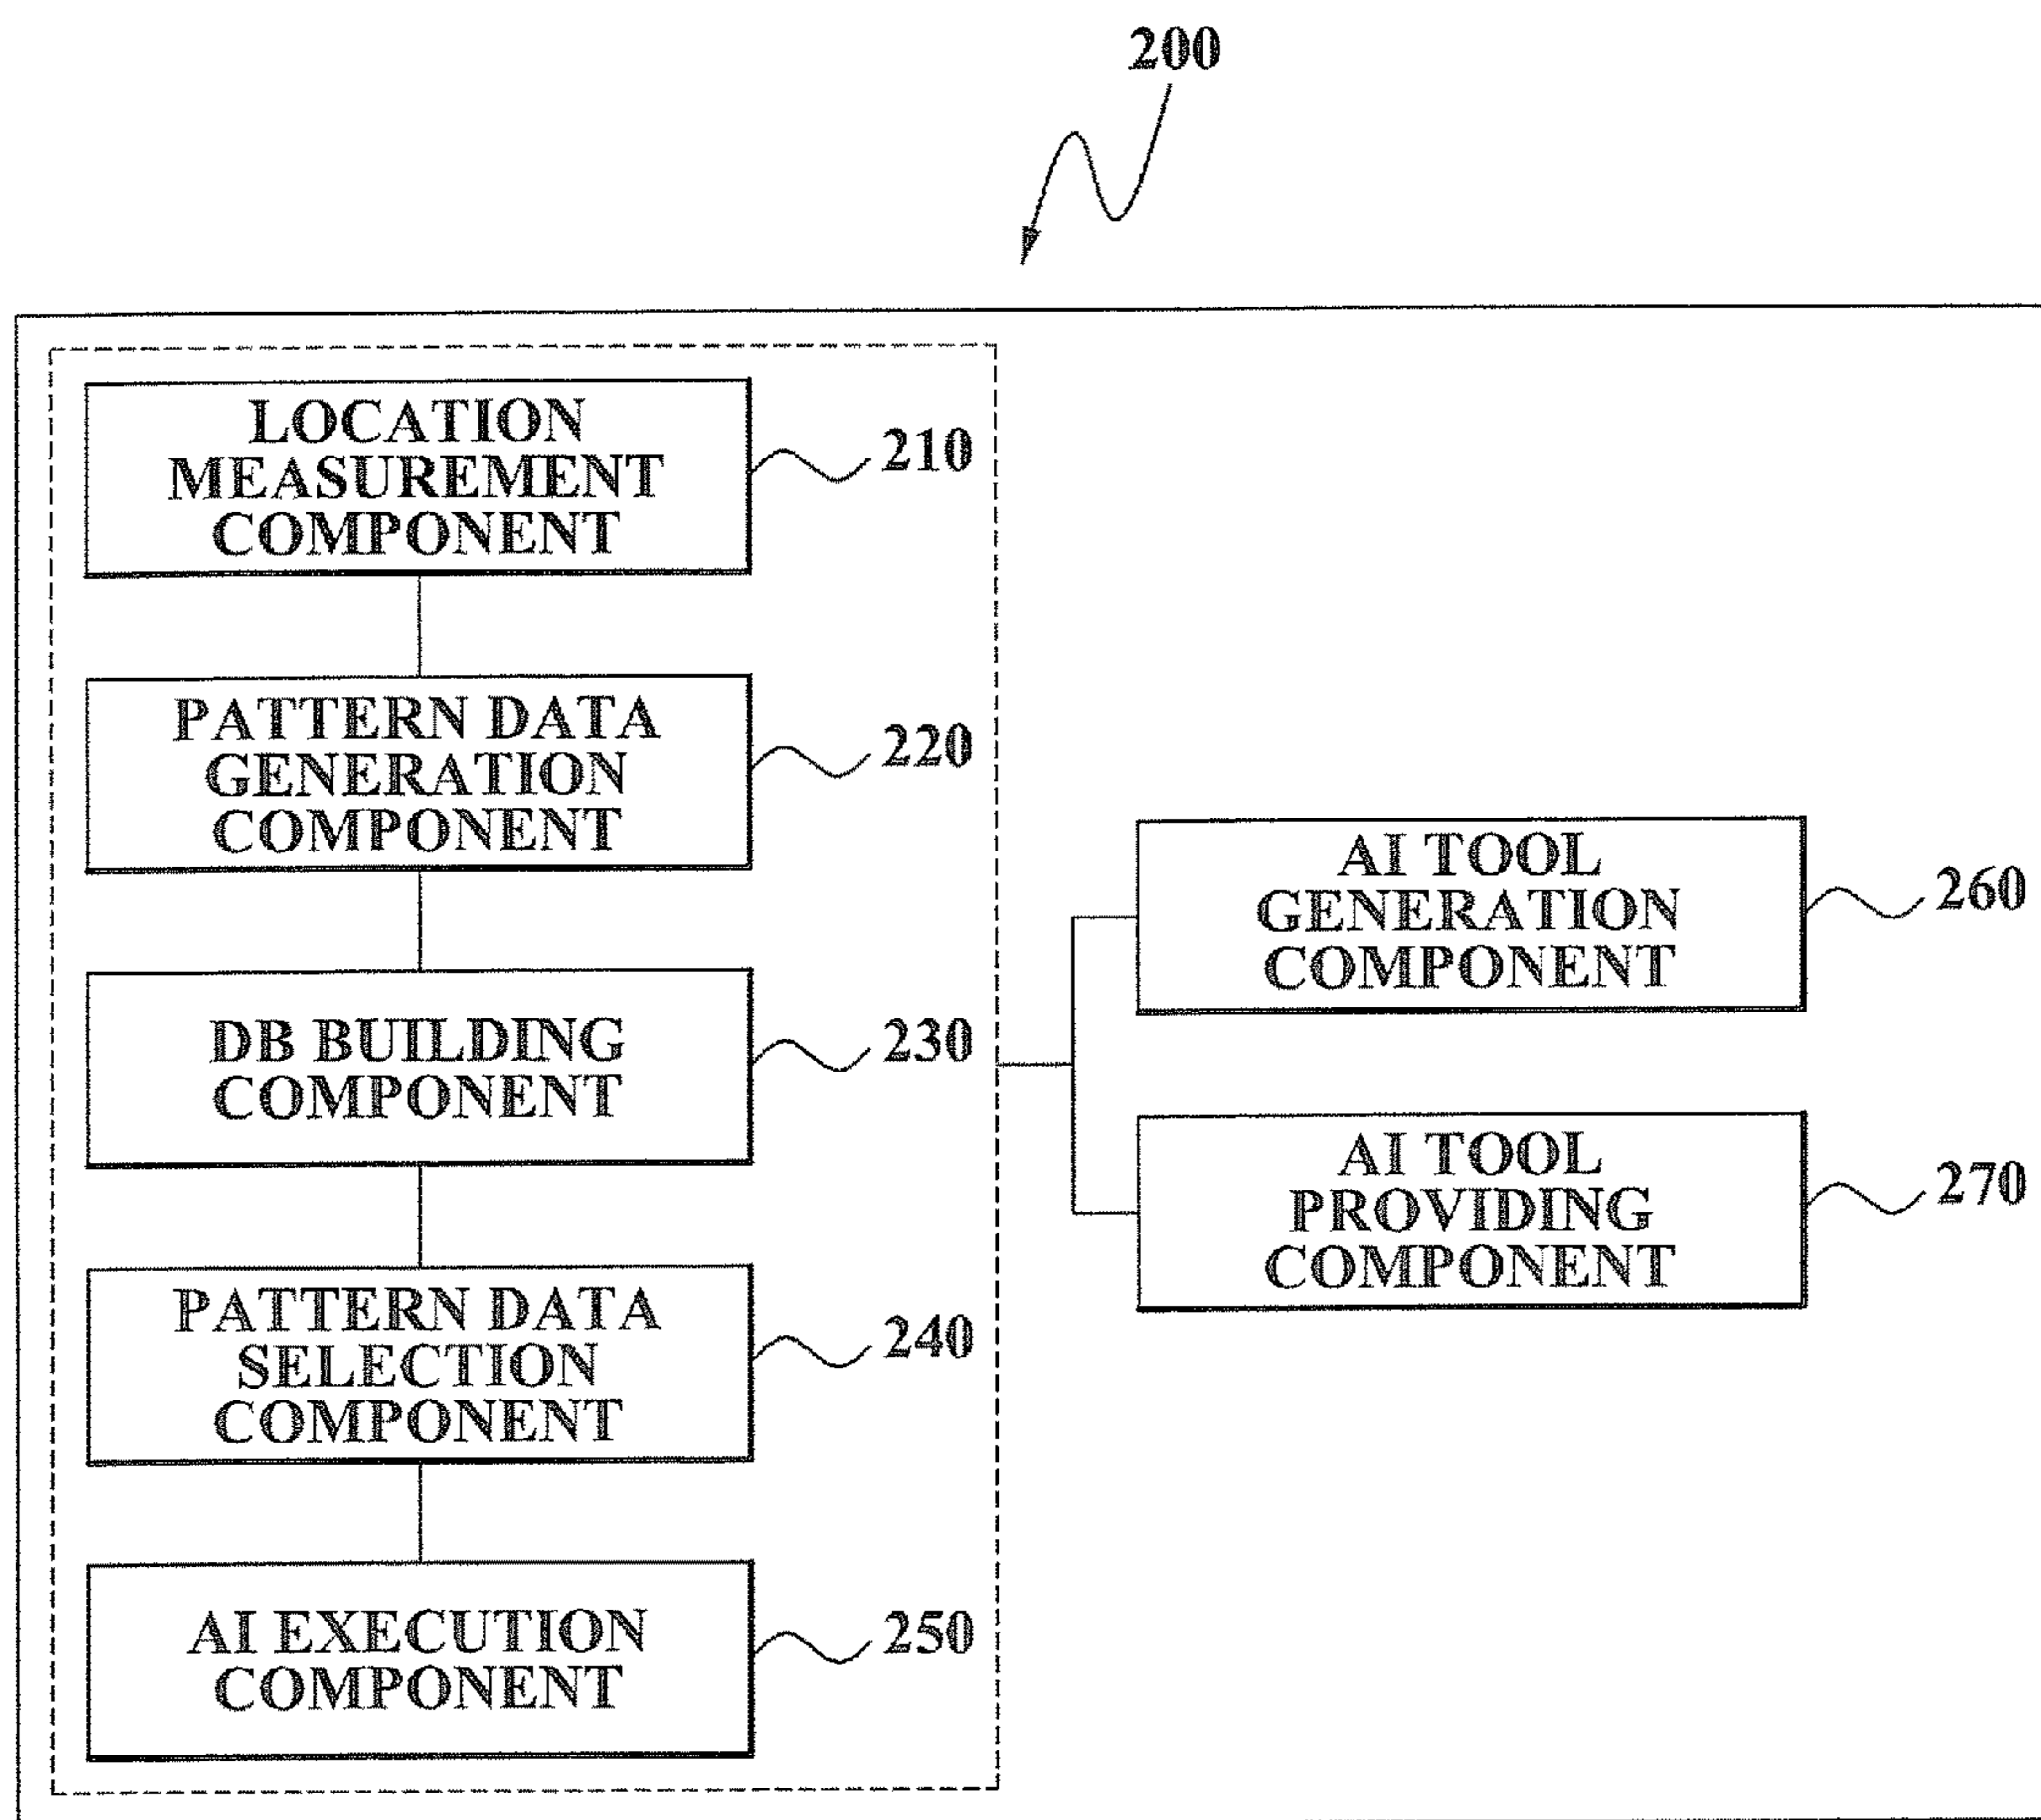 200
LOCATION
MEASUREMENT
COMPONENT
210
PATTERN DATA
GENERATION
COMPONENT
220
DB BUILDING
COMPONENT
230
PATTERN DATA
SELECTION
COMPONENT
240
AI EXECUTION
COMPONENT
250
AI TOOL
GENERATION
COMPONENT
260
AI TOOL
PROVIDING
COMPONENT
270